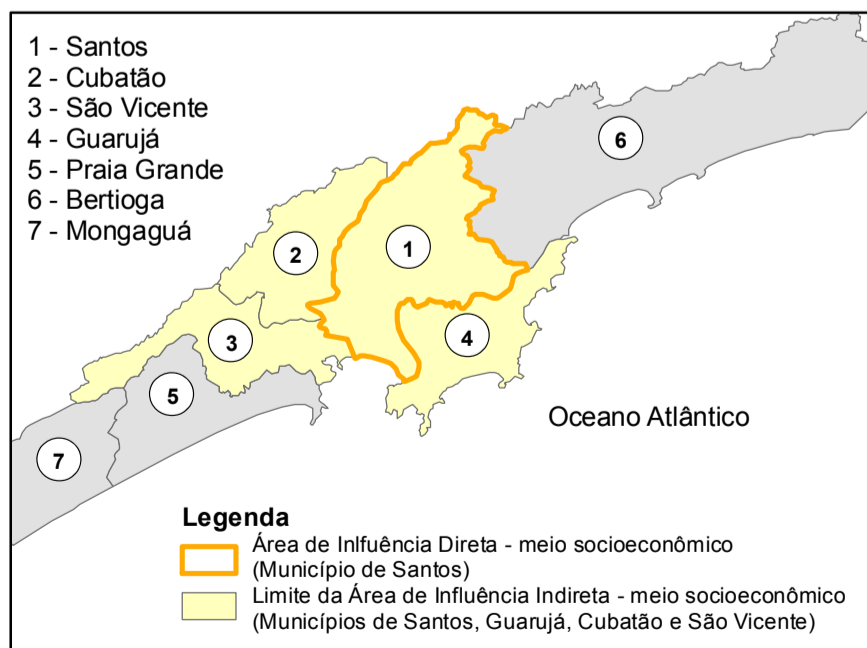 1 - Santos
2 - Cubatão
3 - São Vicente
4 - Guarujá
5 - Praia Grande
6 - Bertioga
7 - Mongaguá
6
1
2
4
3
5
7
Oceano Atlântico
Legenda
Área de Inlfuência Direta - meio socioeconômico
(Município de Santos)
Limite da Área de Influência Indireta - meio socioeconômico
(Municípios de Santos, Guarujá, Cubatão e São Vicente)